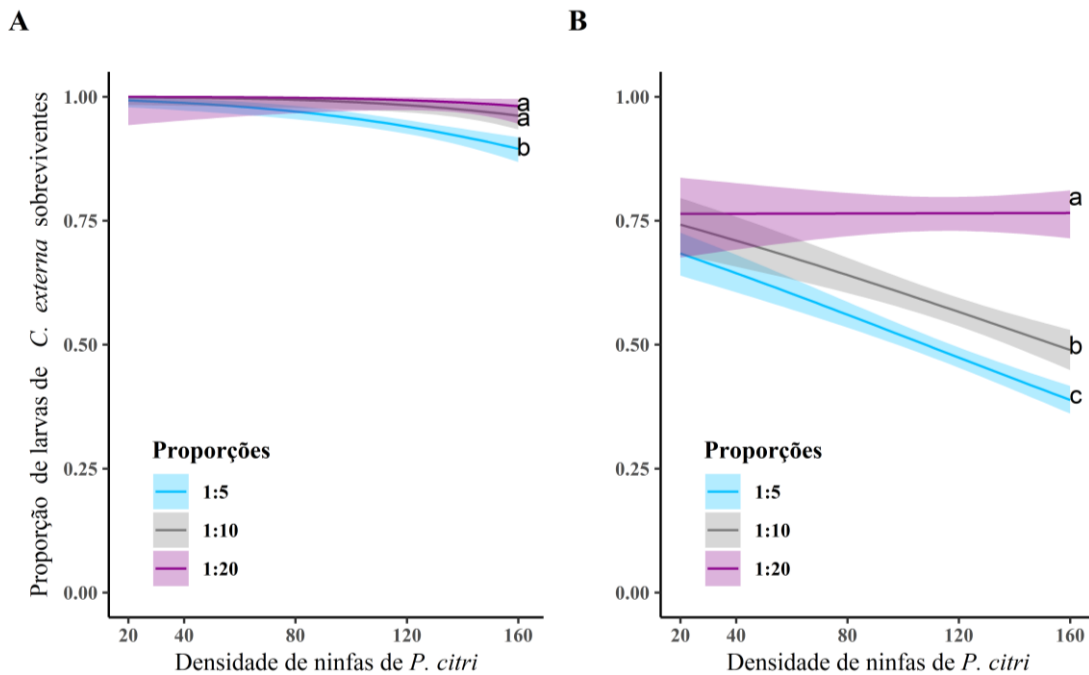 A
Proporção de larvas de C. externa sobreviventes
1.00
0.75
0.50
0.25
0.00
a
a
b
Proporções
1:5
1:10
1:20
20 40 80 120 160
Densidade de ninfas de P. citri
B
1.00
0.75
0.50
0.25
0.00
a
b
c
Proporções
1:5
1:10
1:20
20 40 80 120 160
Densidade de ninfas de P. citri